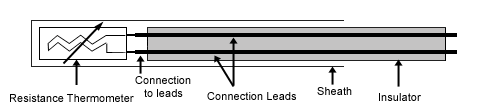 Resistance Thermometer
Connection
to leads
Connection Leads
Sheath
Insulator